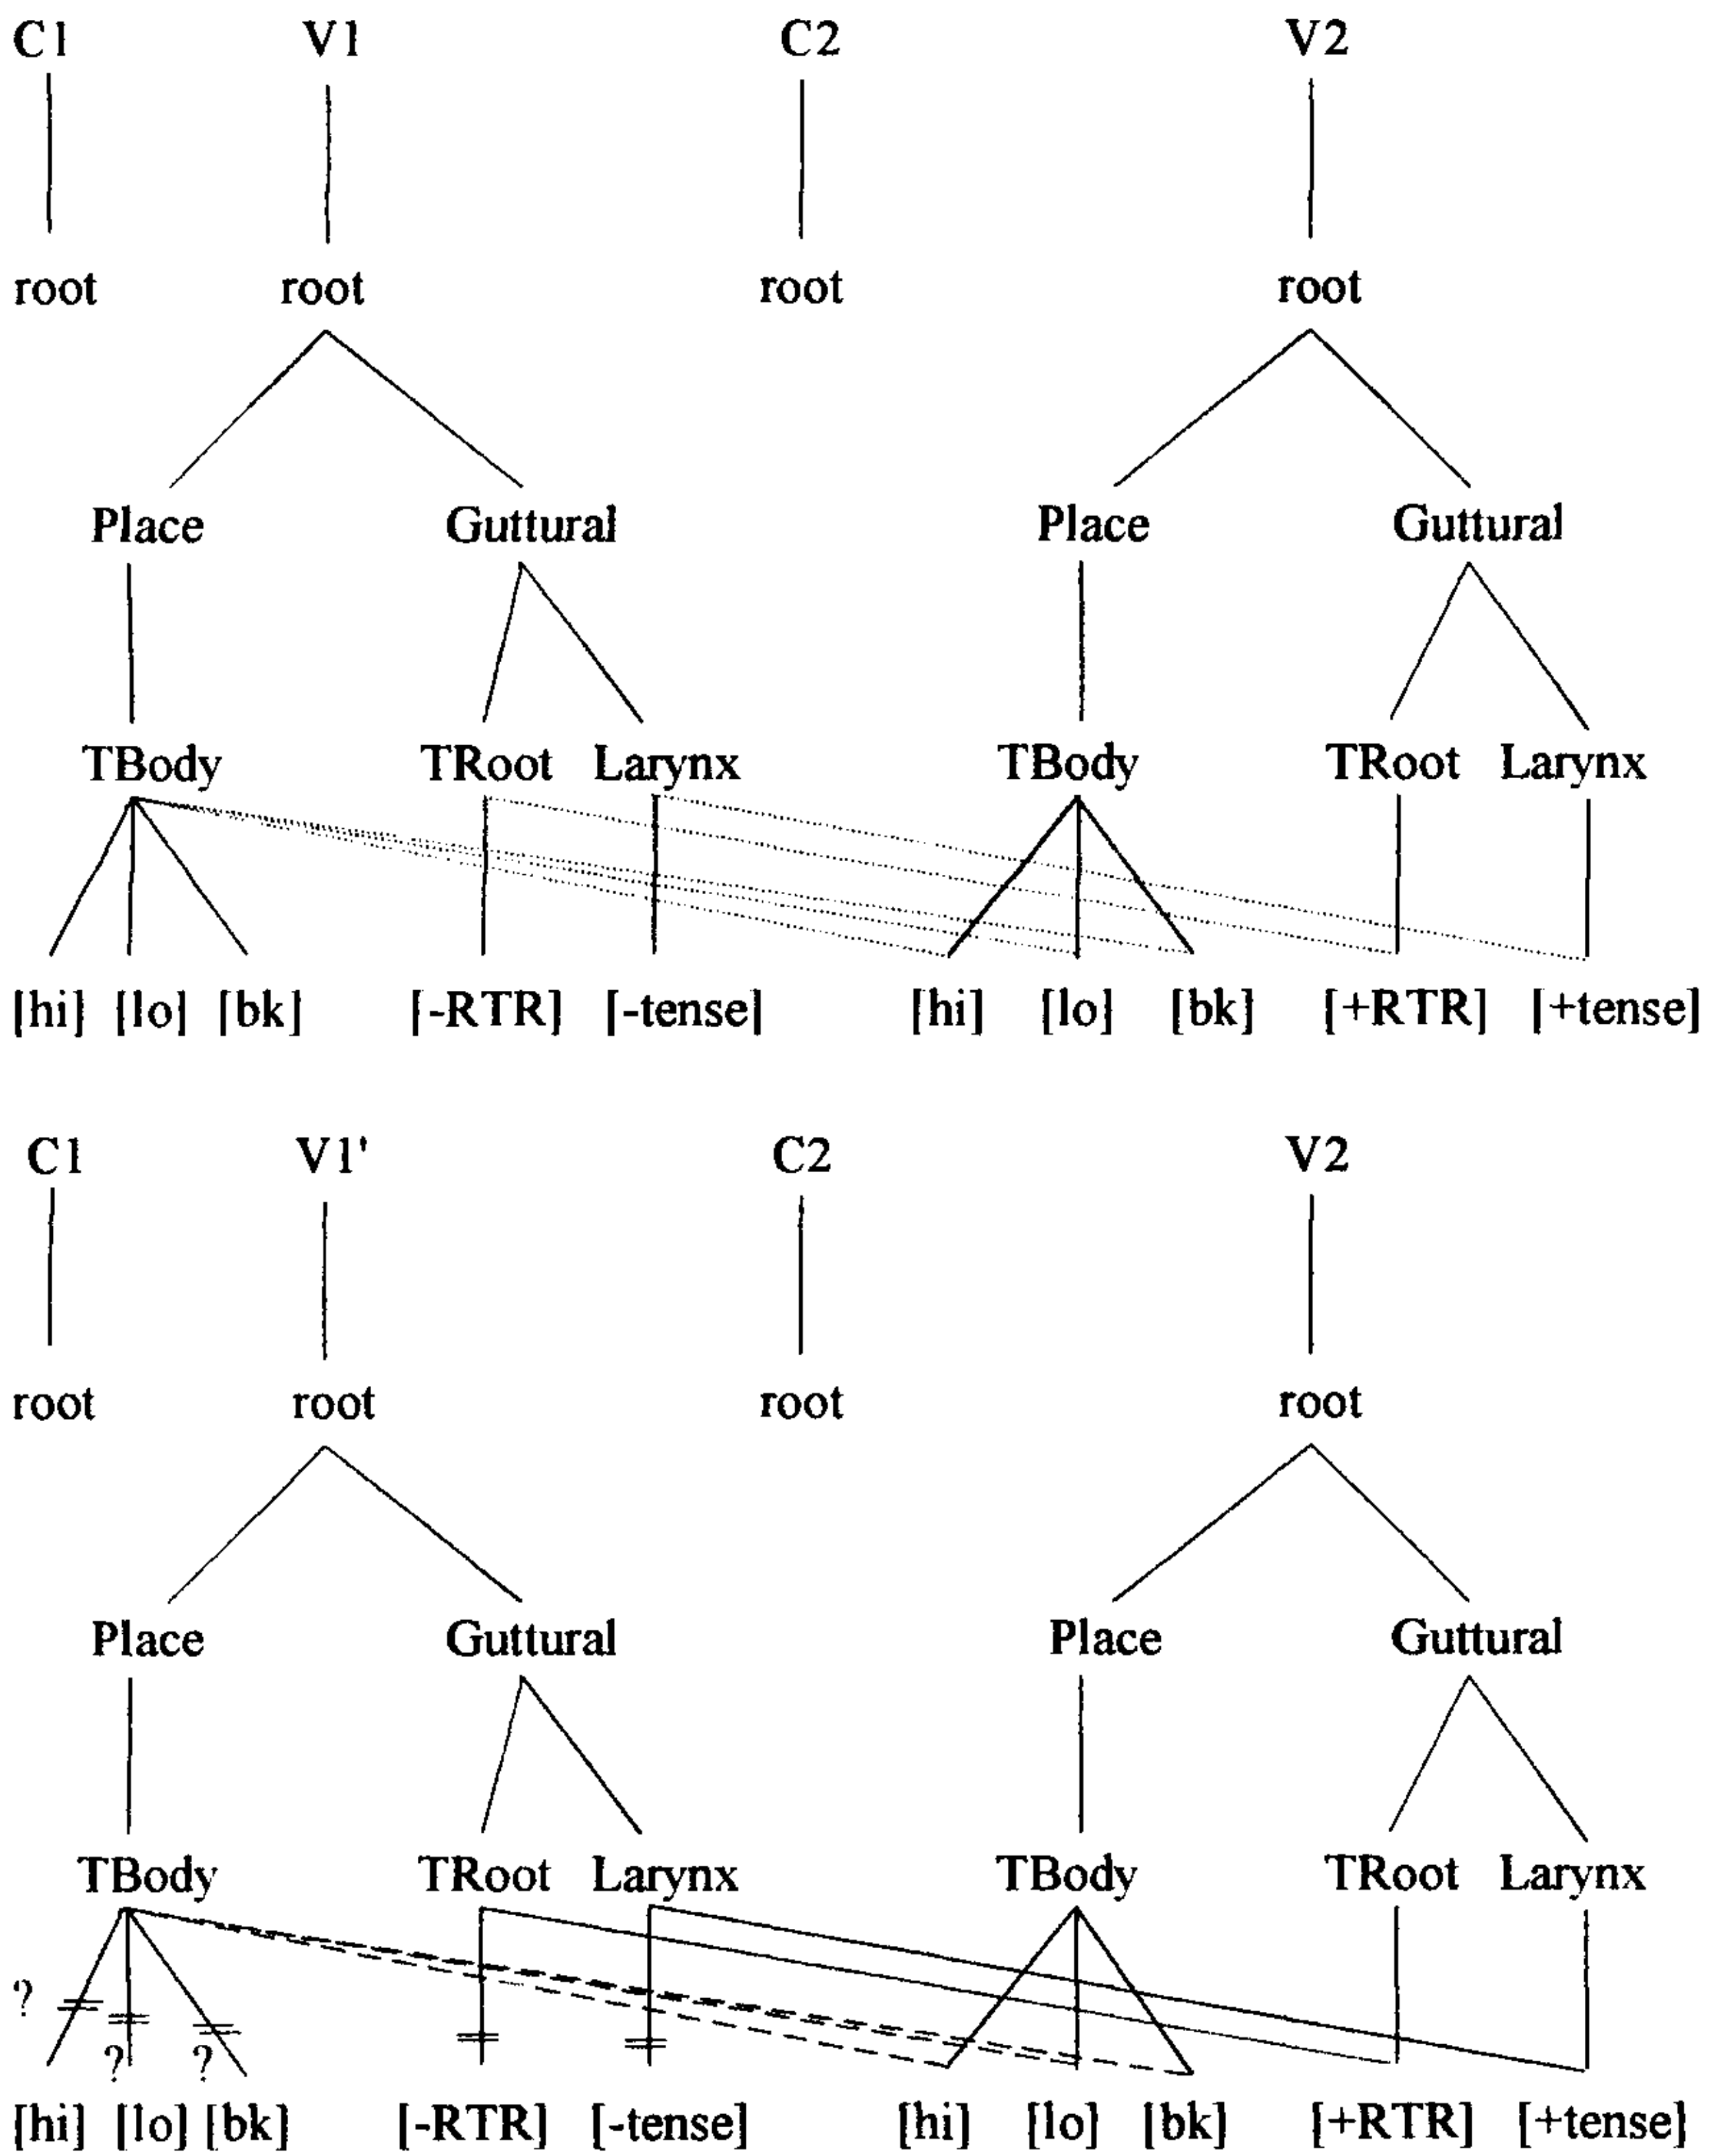 C1 V1 C2 V2
root root root root
Place Guttural Place Guttural
TBody TRoot Larynx TBody TRoot Larynx
[hi] [lo] [bk] [-RTR] [-tense] [hi] [lo] [bk] [+RTR] [+tense]
C1 V1' C2 V2
root root root root
Place Guttural Place Guttural
TBody TRoot Larynx TBody TRoot Larynx
?
? ?
[hi] [lo] [bk] [-RTR] [-tense] [hi] [lo] [bk] [+RTR] [+tense]